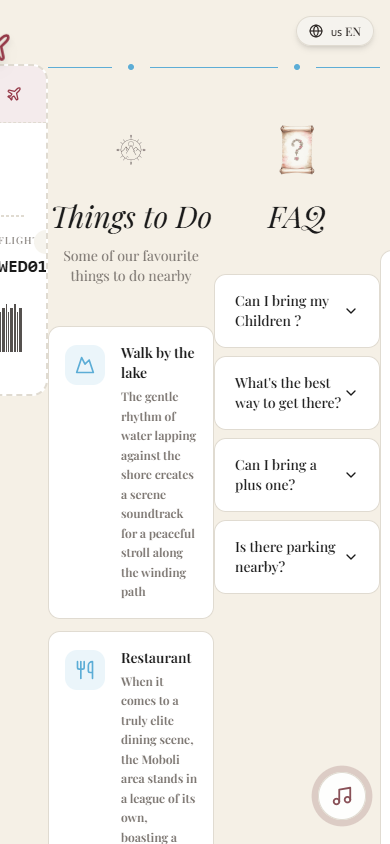 us EN
FLIGHT
WED01
Things to Do
Some of our favourite
things to do nearby
Walk by the
lake
The gentle
rhythm of
water lapping
against the
shore creates
a serene
soundtrack
for a peaceful
stroll along
the winding
path
Restaurant
When it
comes to a
truly elite
dining scene,
the Moboli
area stands in
a league of its
own,
boasting a
FAQ
Can I bring my
Children ?
What's the best
way to get there?
Can I bring a
plus one?
Is there parking
nearby?